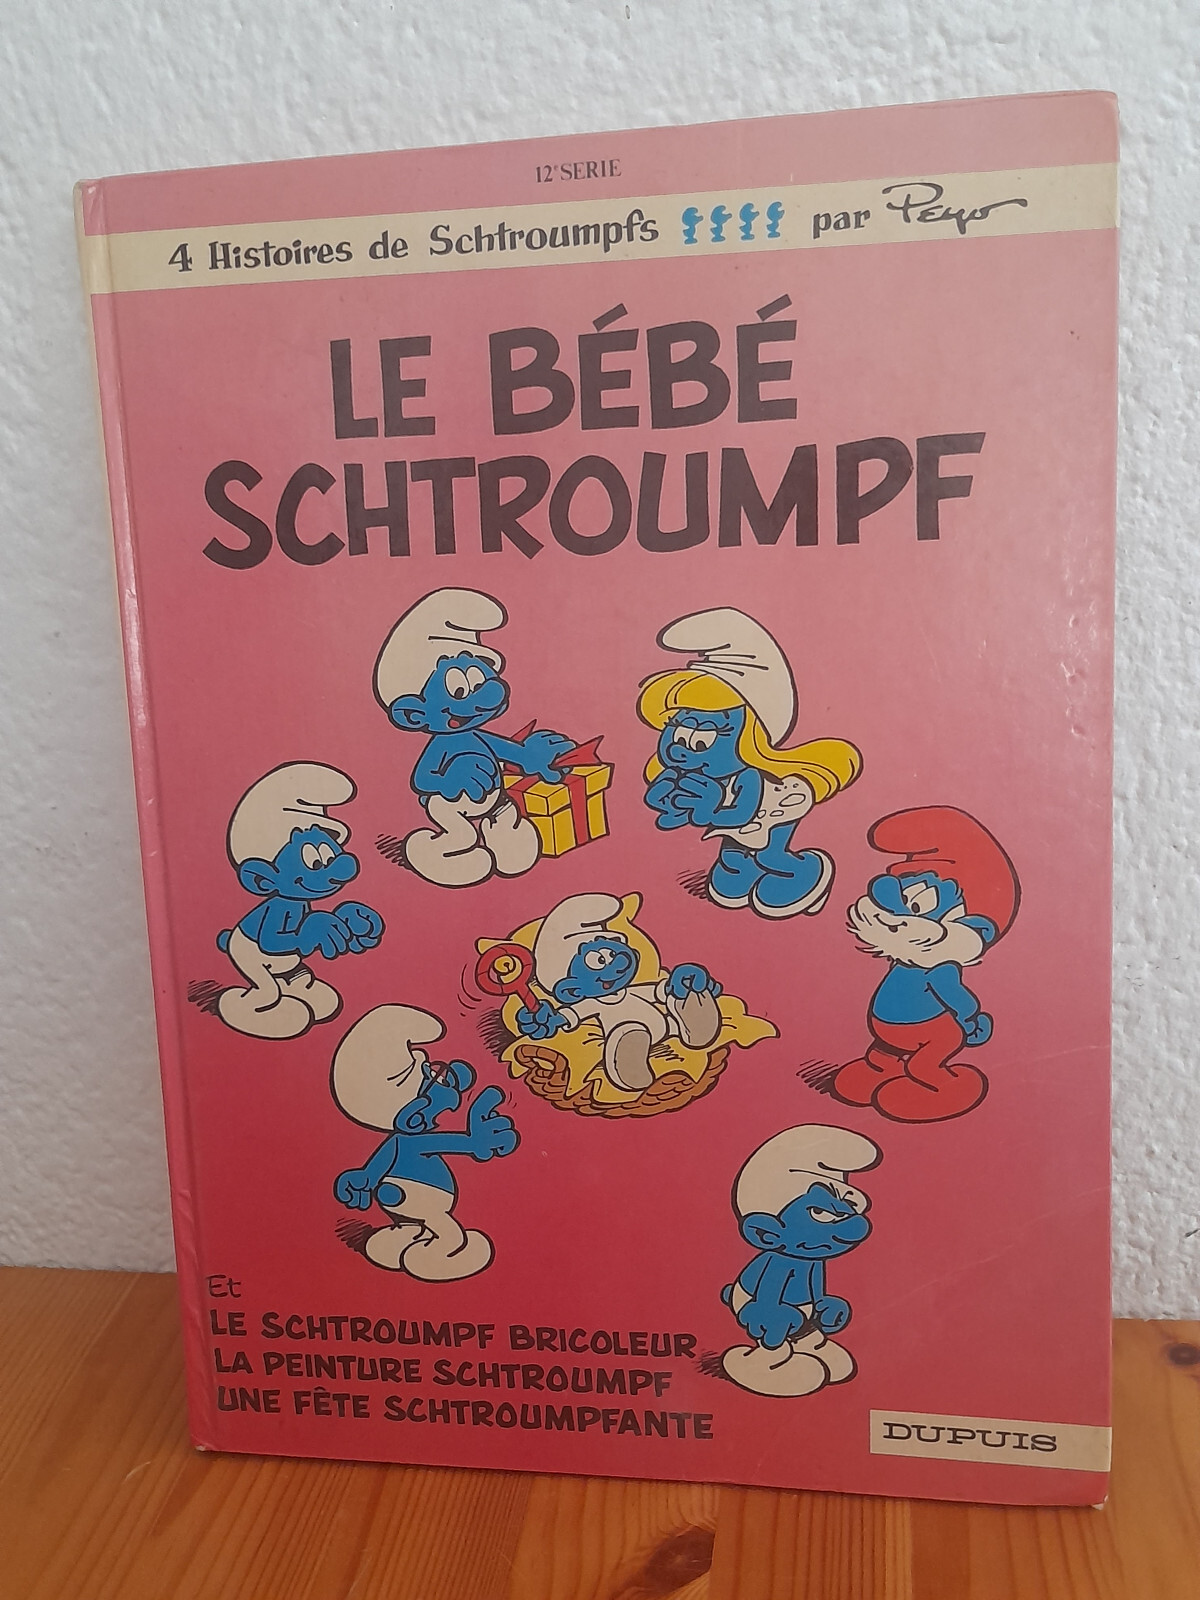 12e SERIE
4 Histoires de Schtroumpfs par Peyo
LE BÉBÉ
SCHTROUMPF
Et
LE SCHTROUMPF BRICOLEUR
LA PEINTURE SCHTROUMPF
UNE FÊTE SCHTROUMPFANTE
DUPUIS